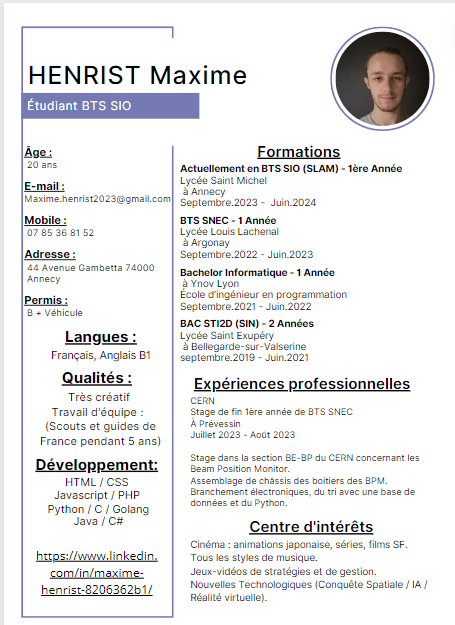 HENRIST Maxime
Étudiant BTS SIO
Âge :
20 ans
E-mail :
Maxime.henrist2023@gmail.com
Mobile :
07 85 36 81 52
Adresse :
44 Avenue Gambetta 74000
Annecy
Permis :
B + Véhicule
Langues :
Français, Anglais B1
Qualités :
Très créatif
Travail d'équipe :
(Scouts et guides de
France pendant 5 ans)
Développement:
HTML / CSS
Javascript / PHP
Python / C / Golang
Java / C#
https://www.linkedin.
com/in/maxime-
henrist-8206362b1/
Formations
Actuellement en BTS SIO (SLAM) - 1ère Année
Lycée Saint Michel
à Annecy
Septembre.2023 - Juin.2024
BTS SNEC - 1 Année
Lycée Louis Lachenal
à Argonay
Septembre.2022 - Juin.2023
Bachelor Informatique - 1 Année
à Ynov Lyon
École d'ingénieur en programmation
Septembre.2021 - Juin-2022
BAC STI2D (SIN) - 2 Années
Lycée Saint Exupéry
à Bellegarde-sur-Valserine
septembre.2019 - Juin.2021
Expériences professionnelles
CERN
Stage de fin 1ère année de BTS SNEC
À Prévessin
Juillet 2023 - Août 2023
Stage dans la section BE-BP du CERN concernant les
Beam Position Monitor.
Assemblage de châssis des boitiers des BPM.
Branchement électroniques, du tri avec une base de
données et du Python.
Centre d'intérêts
Cinéma : animations japonaise, séries, films SF.
Tous les styles de musique.
Jeux-vidéos de stratégies et de gestion.
Nouvelles Technologies (Conquête Spatiale / IA /
Réalité virtuelle).